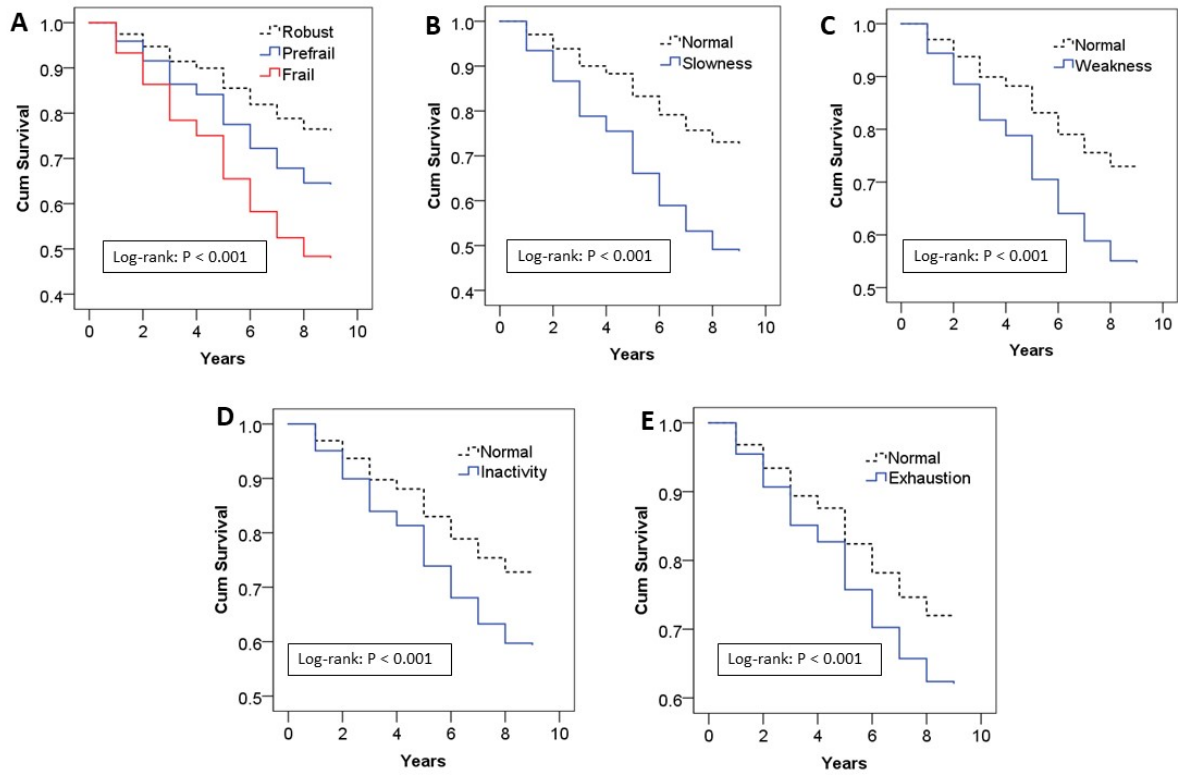 A
Robust
Prefrail
Frail
1.0
0.9
0.8
0.7
0.6
0.5
0.4
Cum Survival
Log-rank: P < 0.001
0 2 4 6 8 10
Years
B
Normal
Slowness
1.0
0.9
0.8
0.7
0.6
0.5
0.4
Cum Survival
Log-rank: P < 0.001
0 2 4 6 8 10
Years
C
Normal
Weakness
1.0
0.9
0.8
0.7
0.6
0.5
Cum Survival
Log-rank: P < 0.001
0 2 4 6 8 10
Years
D
Normal
Inactivity
1.0
0.9
0.8
0.7
0.6
0.5
Cum Survival
Log-rank: P < 0.001
0 2 4 6 8 10
Years
E
Normal
Exhaustion
1.0
0.9
0.8
0.7
0.6
Cum Survival
Log-rank: P < 0.001
0 2 4 6 8 10
Years